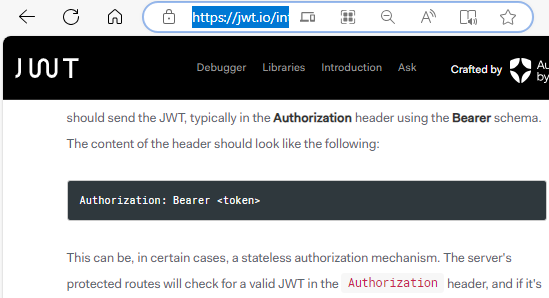 https://jwt.io/in
JWT
Debugger Libraries Introduction Ask
Crafted by
Au
by
should send the JWT, typically in the Authorization header using the Bearer schema.
The content of the header should look like the following:
Authorization: Bearer <token>
This can be, in certain cases, a stateless authorization mechanism. The server's
protected routes will check for a valid JWT in the Authorization header, and if it's